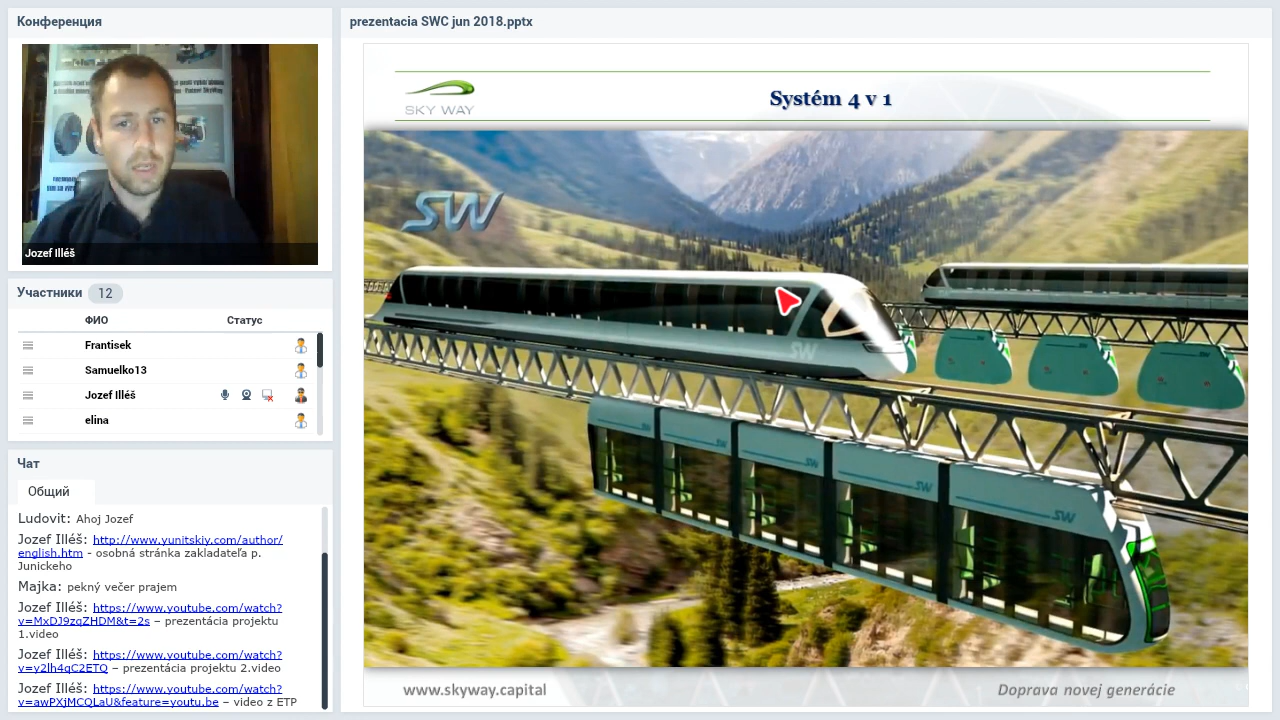 Конференция
Jozef Illéš
Участники 12
ФИО Статус
Frantisek
Samuelko13
Jozef Illéš
elina
Чат
Общий
Ludovit: Ahoj Jozef
Jozef Illéš: http://www.yunitskiy.com/author/
english.htm - osobná stránka zakladateľa p.
Junickeho
Majka: pekný večer prajem
Jozef Illéš: https://www.youtube.com/watch?
v=MxDJ9zqZHDM&t=2s – prezentácia projektu
1.video
Jozef Illéš: https://www.youtube.com/watch?
v=y2lh4qC2ETQ – prezentácia projektu 2.video
Jozef Illéš: https://www.youtube.com/watch?
v=awPXjMCQLaU&feature=youtu.be – video z ETP
prezentacia SWC jun 2018.pptx
SKY WAY
Systém 4 v 1
SW
SW
SW
SW
SW
SW
SW
www.skyway.capital
Doprava novej generácie